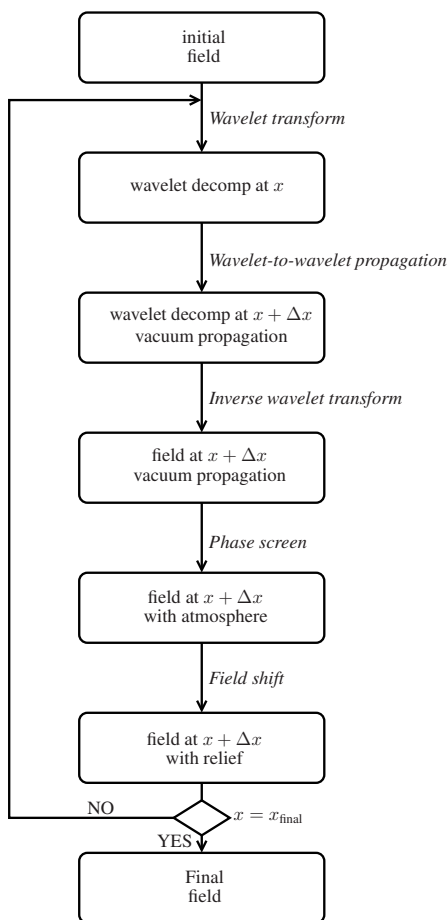 initial
field
Wavelet transform
wavelet decomp at x
Wavelet-to-wavelet propagation
wavelet decomp at x + Δx
vacuum propagation
Inverse wavelet transform
field at x + Δx
vacuum propagation
Phase screen
field at x + Δx
with atmosphere
Field shift
field at x + Δx
with relief
NO
x = x_final
YES
Final
field